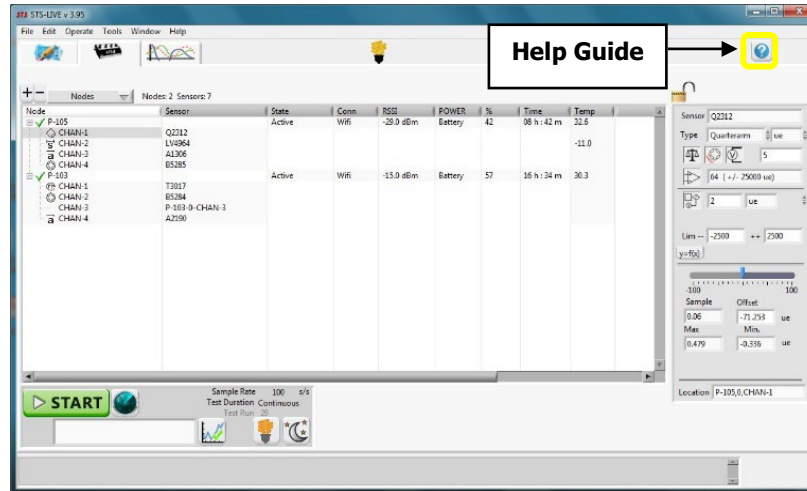 STS STS-LIVE v 3.95
File Edit Operate Tools Window Help
Help Guide
+ - Nodes Nodes: 2 Sensors: 7
Node Sensor State Conn RSSI POWER % Time Temp
P-105 Active Wifi -29.0 dBm Battery 42 08 h : 42 m 32.6
CHAN-1 Q2312
CHAN-2 LV4964 -11.0
CHAN-3 A1306
CHAN-4 B5285
P-103 Active Wifi -15.0 dBm Battery 57 16 h : 34 m 30.3
CHAN-1 T3017
CHAN-2 B5284
CHAN-3 P-103-0-CHAN-3
CHAN-4 A2190
Sensor Q2312
Type Quarterarm ue
5
64 (+/- 25000 ue)
2 ue
Lim -- -2500 ++ 2500
y=f(x)
-100 100
Sample Offset
0.06 -71.253 ue
Max Min.
0.479 -0.336 ue
Location P-105,0,CHAN-1
START
Sample Rate 100 s/s
Test Duration Continuous
Test Run 29